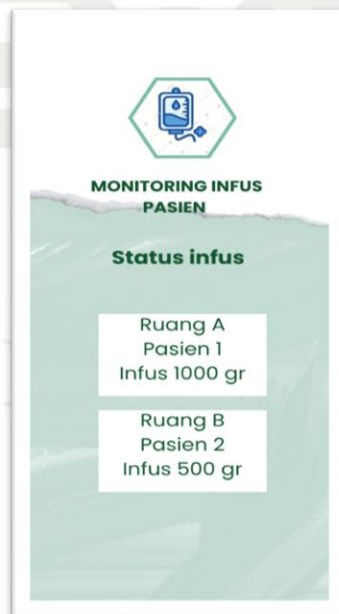 MONITORING INFUS
PASIEN
Status infus
Ruang A
Pasien 1
Infus 1000 gr
Ruang B
Pasien 2
Infus 500 gr